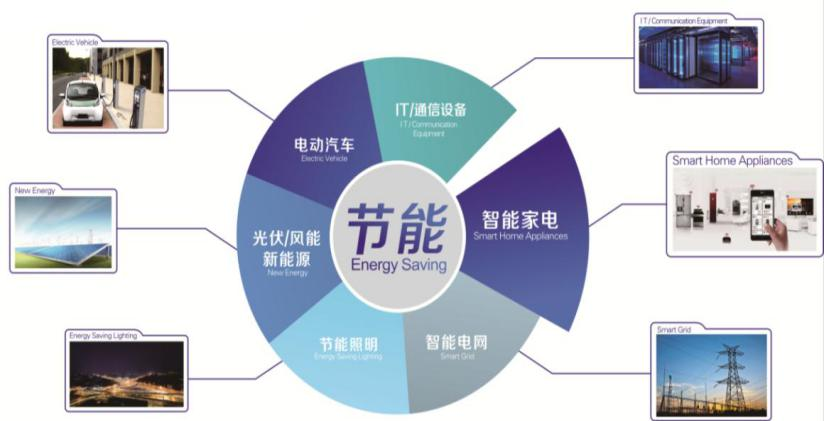 Electric Vehicle
IT/Communication Equipment
IT/通信设备
IT/Communication
Equipment
电动汽车
Electric Vehicle
Smart Home Appliances
New Energy
智能家电
Smart Home Appliances
节能
Energy Saving
光伏/风能
新能源
New Energy
节能照明
Energy Saving Lighting
智能电网
Smart Grid
Energy Saving Lighting
Smart Grid